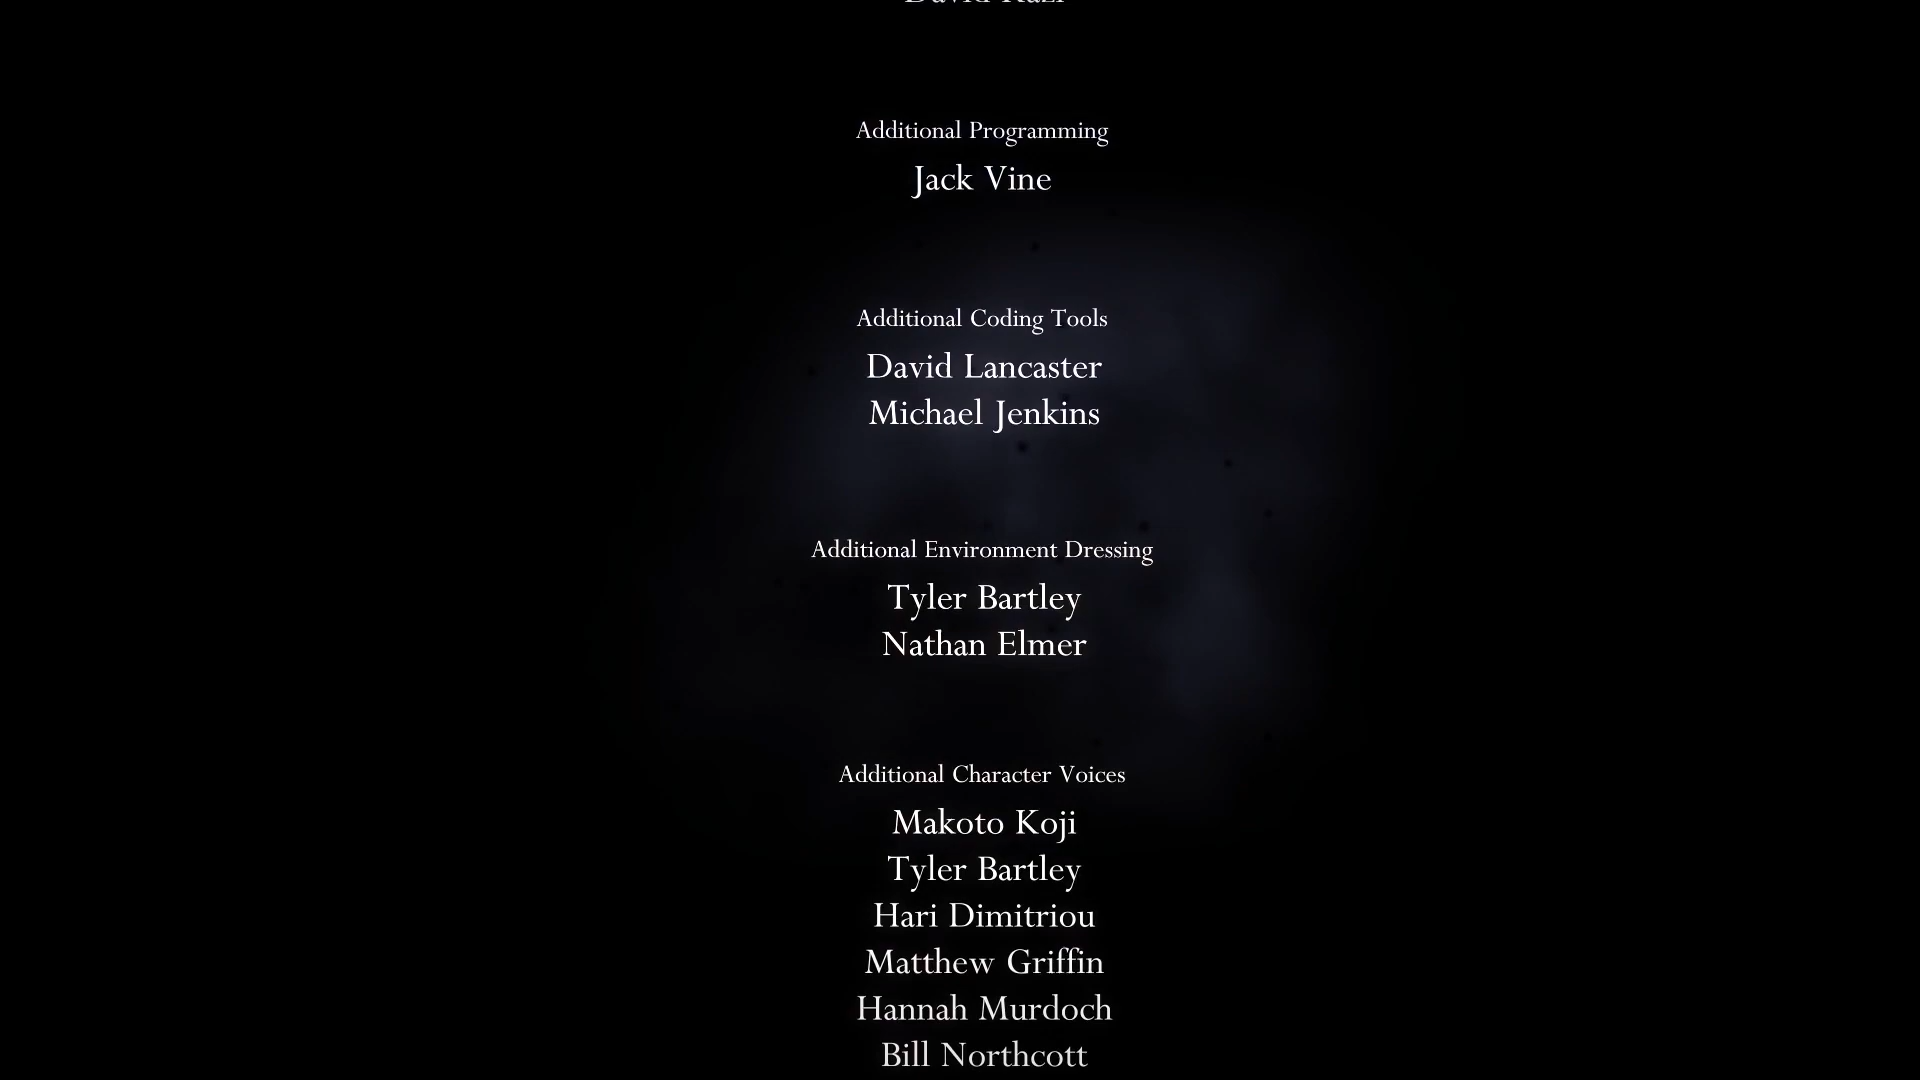 Additional Programming
Jack Vine
Additional Coding Tools
David Lancaster
Michael Jenkins
Additional Environment Dressing
Tyler Bartley
Nathan Elmer
Additional Character Voices
Makoto Koji
Tyler Bartley
Hari Dimitriou
Matthew Griffin
Hannah Murdoch
Bill Northcott